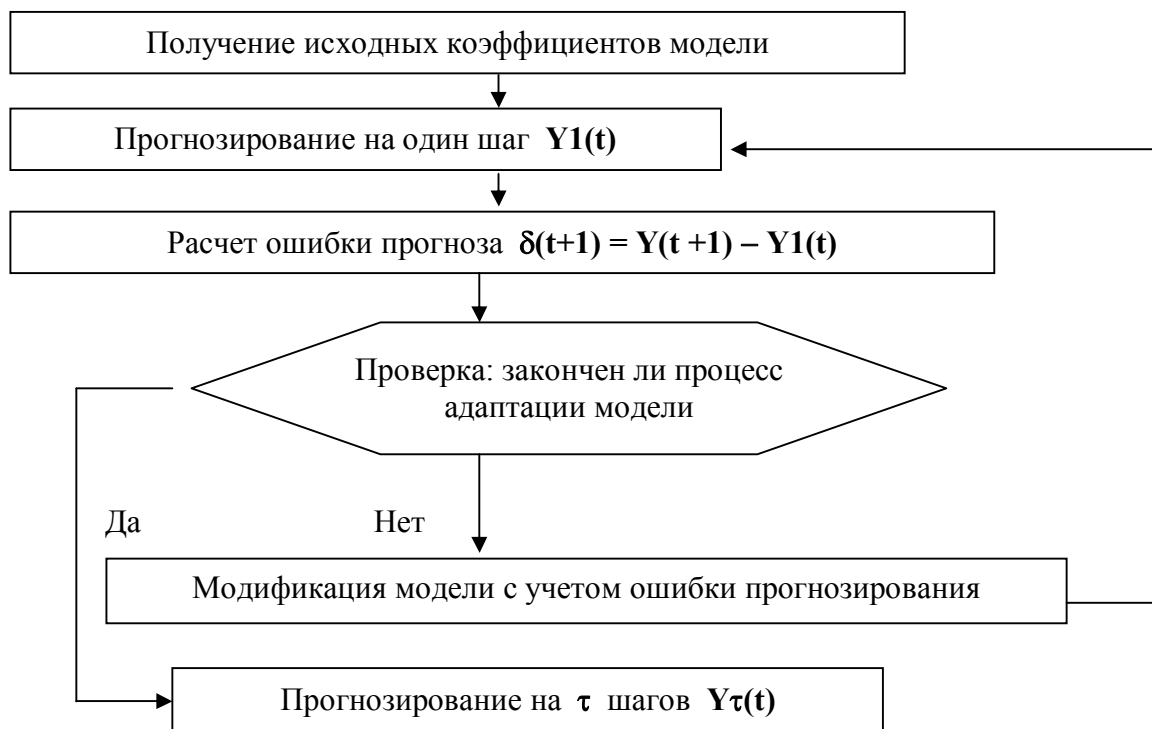 Получение исходных коэффициентов модели
Прогнозирование на один шаг Y1(t)
Расчет ошибки прогноза δ(t+1) = Y(t +1) – Y1(t)
Проверка: закончен ли процесс
адаптации модели
Да
Нет
Модификация модели с учетом ошибки прогнозирования
Прогнозирование на τ шагов Yτ(t)